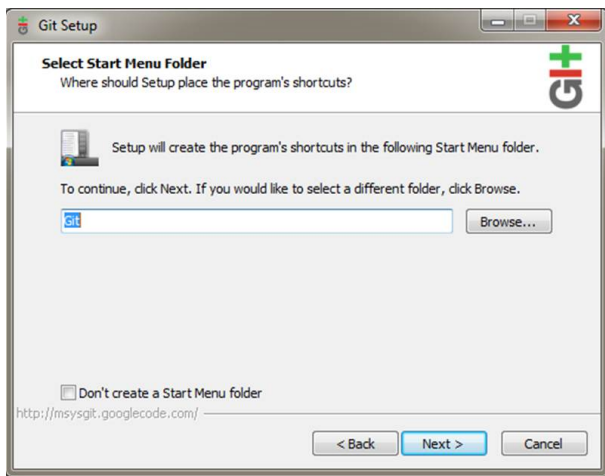 Git Setup
Select Start Menu Folder
Where should Setup place the program's shortcuts?
Git
Setup will create the program's shortcuts in the following Start Menu folder.
To continue, click Next. If you would like to select a different folder, click Browse.
Git
Browse...
Don't create a Start Menu folder
http://msysgit.googlecode.com/
< Back
Next >
Cancel